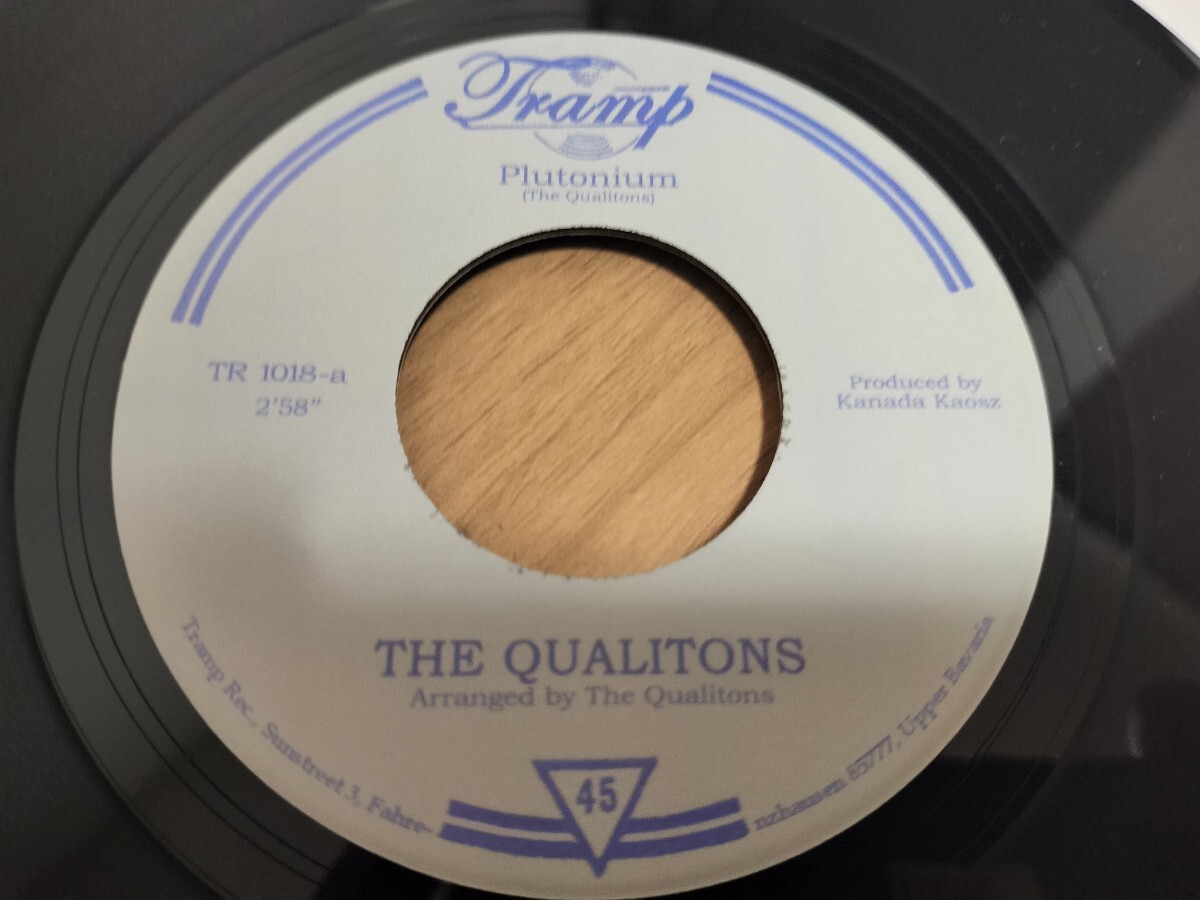 Tramp
Plutonium
(The Qualitons)
TR 1018-a
2'58"
Produced by
Kanada Kaosz
THE QUALITONS
Arranged by The Qualitons
45
Tramp Rec., Sunstreet 3, Fahre-
nzhausen 85777, Upper Bavaria